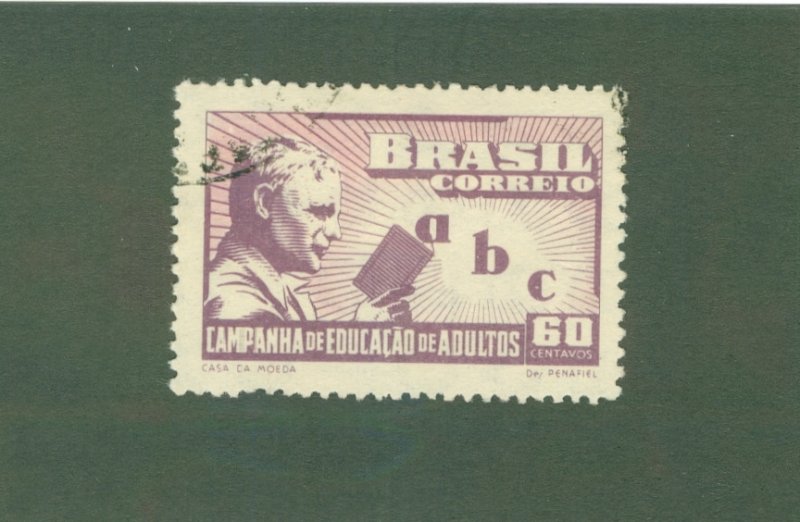 BRASIL
CORREIO
a
b
c
CAMPANHA DE EDUCAÇÃO DE ADULTOS
60
CENTAVOS
CASA DA MOEDA
Des PENAFIEL